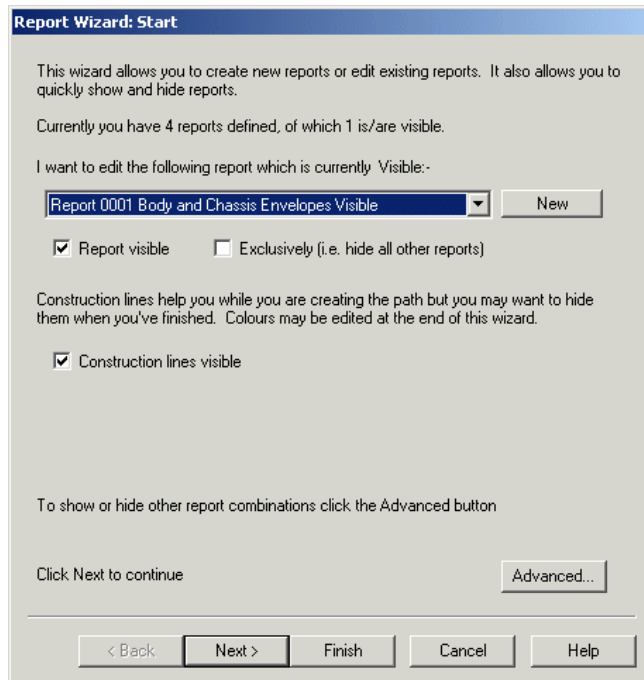 Report Wizard: Start
This wizard allows you to create new reports or edit existing reports. It also allows you to
quickly show and hide reports.
Currently you have 4 reports defined, of which 1 is/are visible.
I want to edit the following report which is currently Visible:-
Report 0001 Body and Chassis Envelopes Visible
New
Report visible
Exclusively (i.e. hide all other reports)
Construction lines help you while you are creating the path but you may want to hide
them when you've finished. Colours may be edited at the end of this wizard.
Construction lines visible
To show or hide other report combinations click the Advanced button
Click Next to continue
Advanced...
< Back
Next >
Finish
Cancel
Help